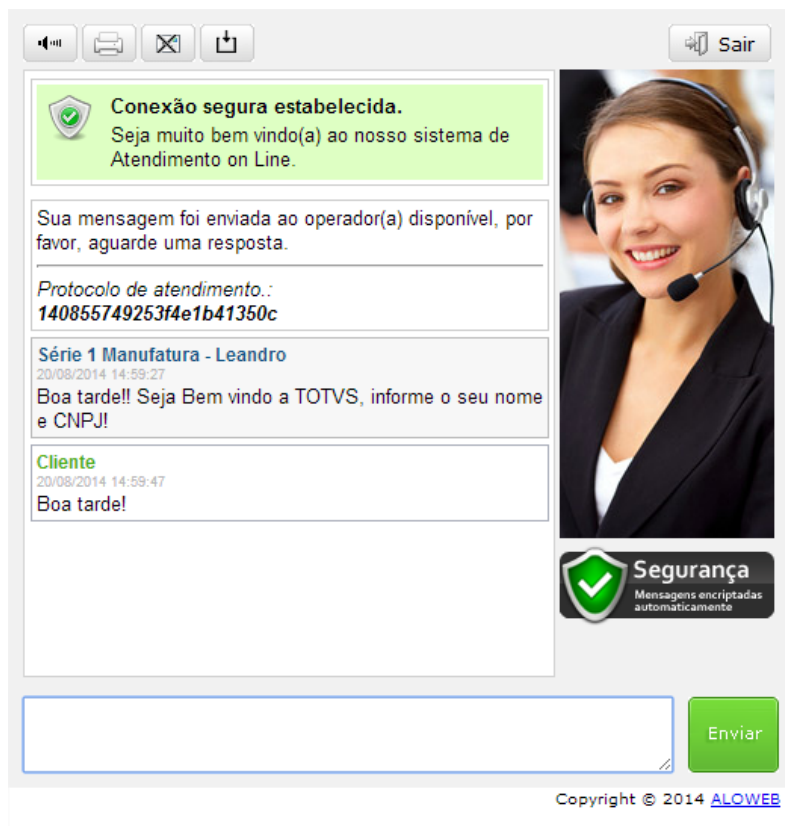 Sair
Conexão segura estabelecida.
Seja muito bem vindo(a) ao nosso sistema de
Atendimento on Line.
Sua mensagem foi enviada ao operador(a) disponível, por
favor, aguarde uma resposta.
Protocolo de atendimento.:
140855749253f4e1b41350c
Série 1 Manufatura - Leandro
20/08/2014 14:59:27
Boa tarde!! Seja Bem vindo a TOTVS, informe o seu nome
e CNPJ!
Cliente
20/08/2014 14:59:47
Boa tarde!
Segurança
Mensagens encriptadas
automaticamente
Enviar
Copyright © 2014 ALOWEB